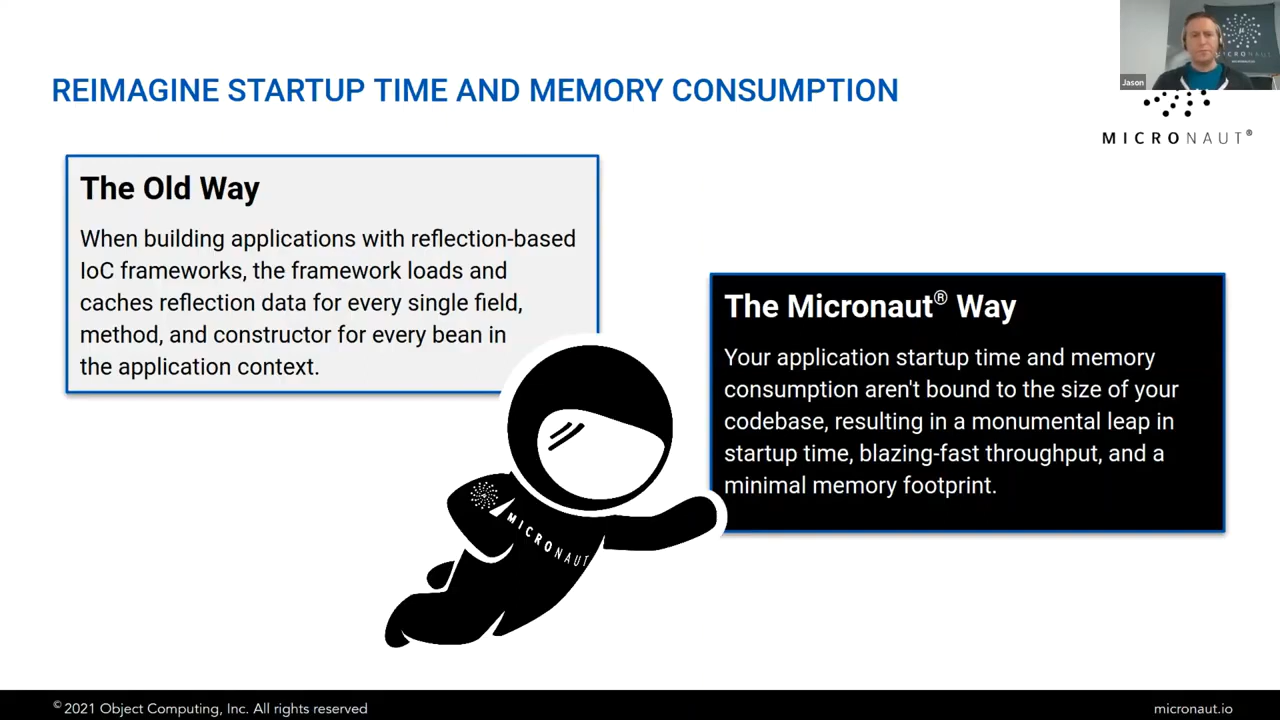 Jason
MICRONAUT
MICRONAUT®
REIMAGINE STARTUP TIME AND MEMORY CONSUMPTION
The Old Way
When building applications with reflection-based
IoC frameworks, the framework loads and
caches reflection data for every single field,
method, and constructor for every bean in
the application context.
The Micronaut® Way
Your application startup time and memory
consumption aren't bound to the size of your
codebase, resulting in a monumental leap in
startup time, blazing-fast throughput, and a
minimal memory footprint.
MICRONAUT
© 2021 Object Computing, Inc. All rights reserved
micronaut.io